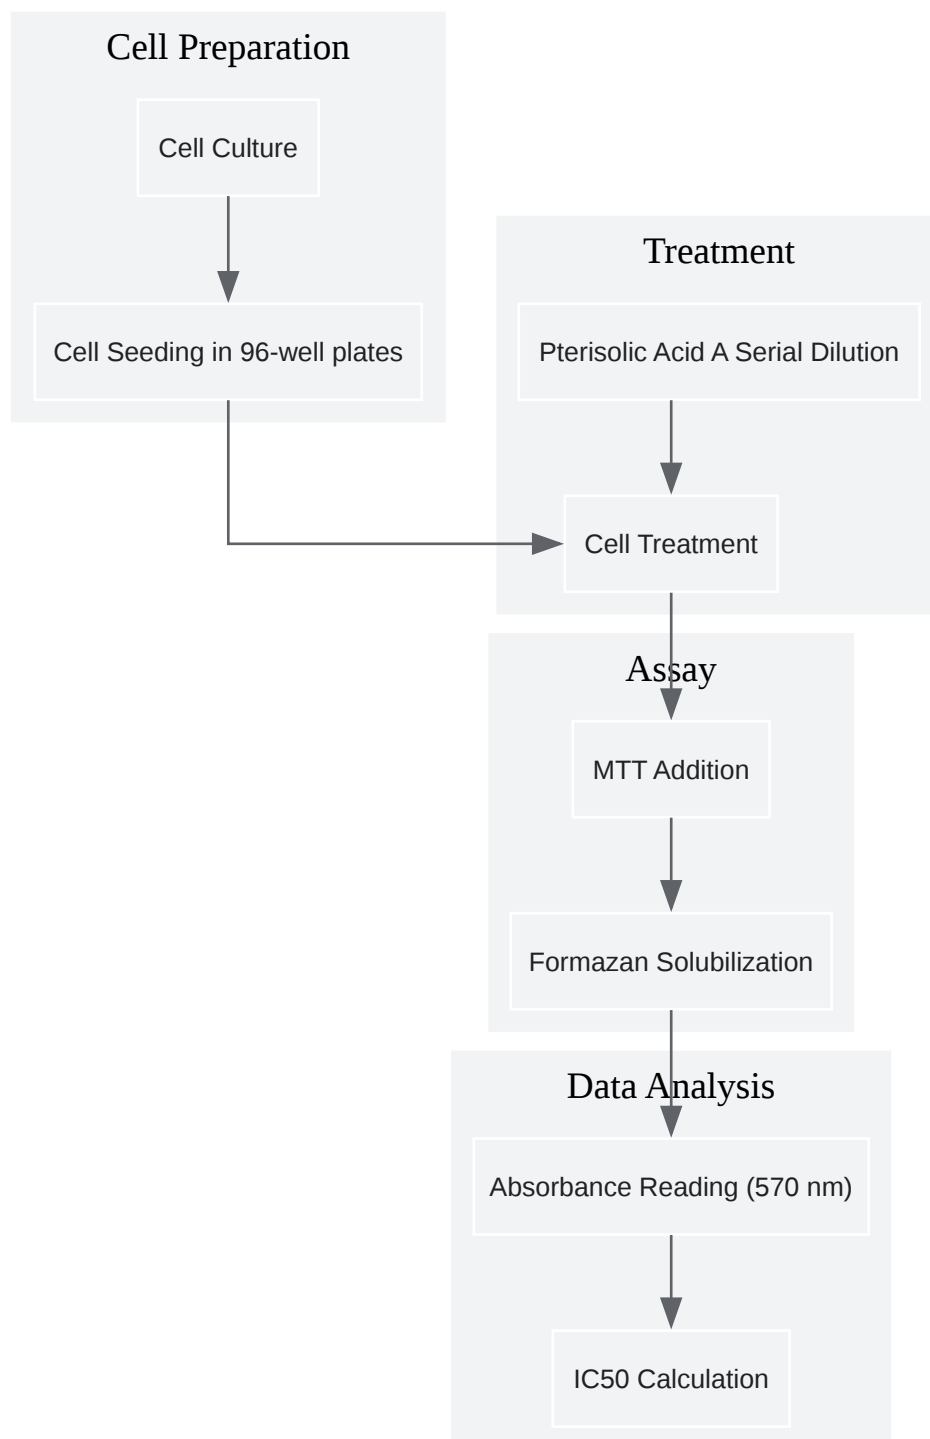 Cell Preparation
Cell Culture
Cell Seeding in 96-well plates
Treatment
Pterisolic Acid A Serial Dilution
Cell Treatment
Assay
MTT Addition
Formazan Solubilization
Data Analysis
Absorbance Reading (570 nm)
IC50 Calculation